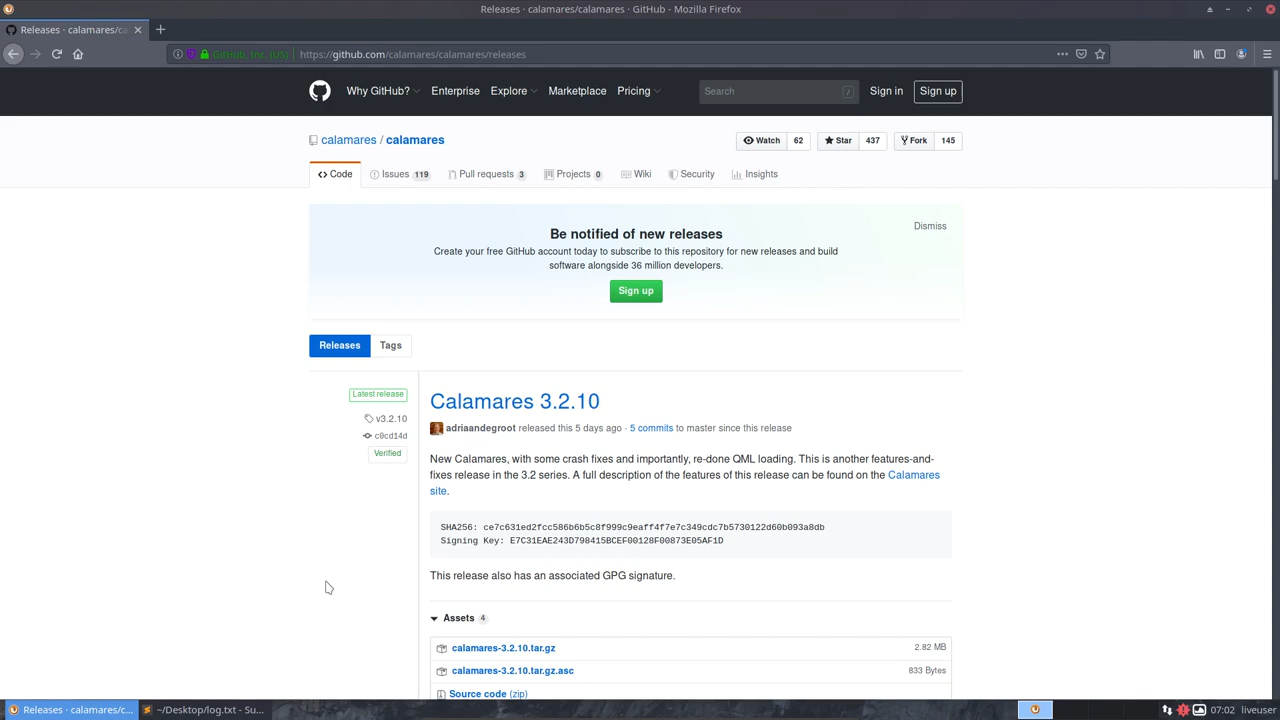 Releases · calamares/calamares · GitHub - Mozilla Firefox
Releases · calamares/ca
GitHub, Inc. (US)
https://github.com/calamares/calamares/releases
Why GitHub? Enterprise Explore Marketplace Pricing
Search /
Sign in Sign up
calamares / calamares
Watch 62 Star 437 Fork 145
Code Issues 119 Pull requests 3 Projects 0 Wiki Security Insights
Be notified of new releases
Dismiss
Create your free GitHub account today to subscribe to this repository for new releases and build
software alongside 36 million developers.
Sign up
Releases Tags
Latest release
v3.2.10
c0cd14d
Verified
Calamares 3.2.10
adriaandegroot released this 5 days ago · 5 commits to master since this release
New Calamares, with some crash fixes and importantly, re-done QML loading. This is another features-and-
fixes release in the 3.2 series. A full description of the features of this release can be found on the Calamares
site.
SHA256: ce7c631ed2fcc586b6b5c8f999c9eaff4f7e7c349cdc7b5730122d60b093a8db
Signing Key: E7C31EAE243D798415BCEF00128F00873E05AF1D
This release also has an associated GPG signature.
Assets 4
calamares-3.2.10.tar.gz 2.82 MB
calamares-3.2.10.tar.gz.asc 833 Bytes
Source code (zip)
Releases · calamares/c...
~/Desktop/log.txt - Su...
07:02 liveuser